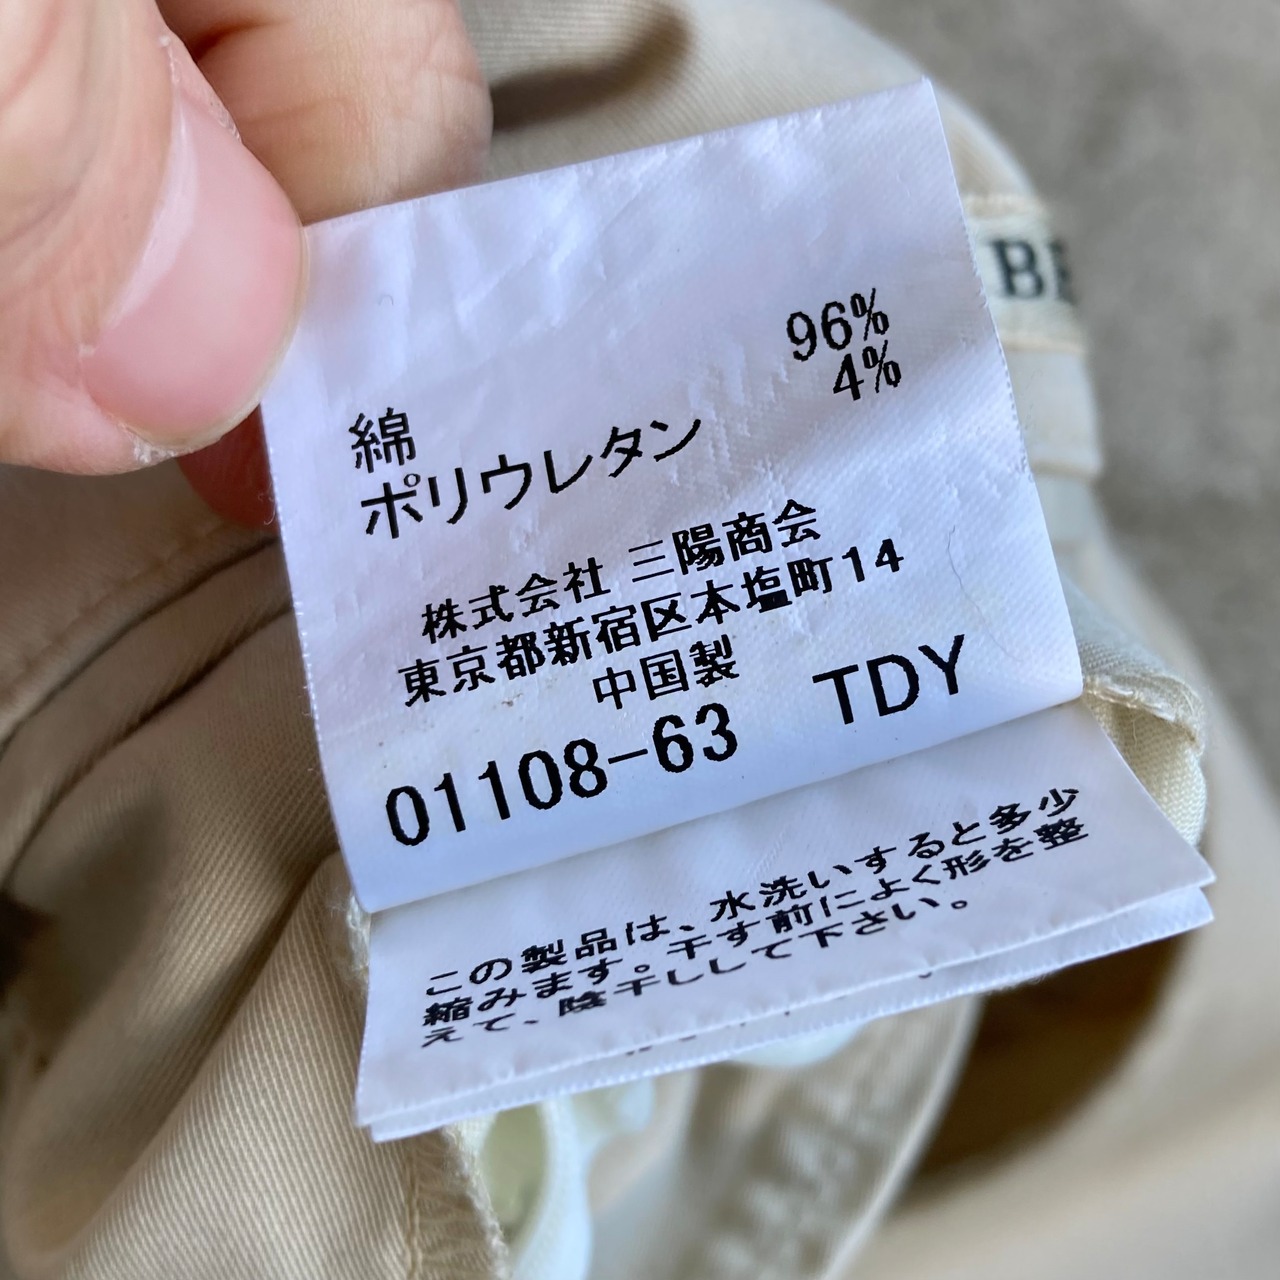 綿 96%
ポリウレタン 4%
株式会社 三陽商会
東京都新宿区本塩町14
中国製
01108-63 TDY
この製品は、水洗いすると多少
縮みます。干す前によく形を整
えて、陰干しして下さい。